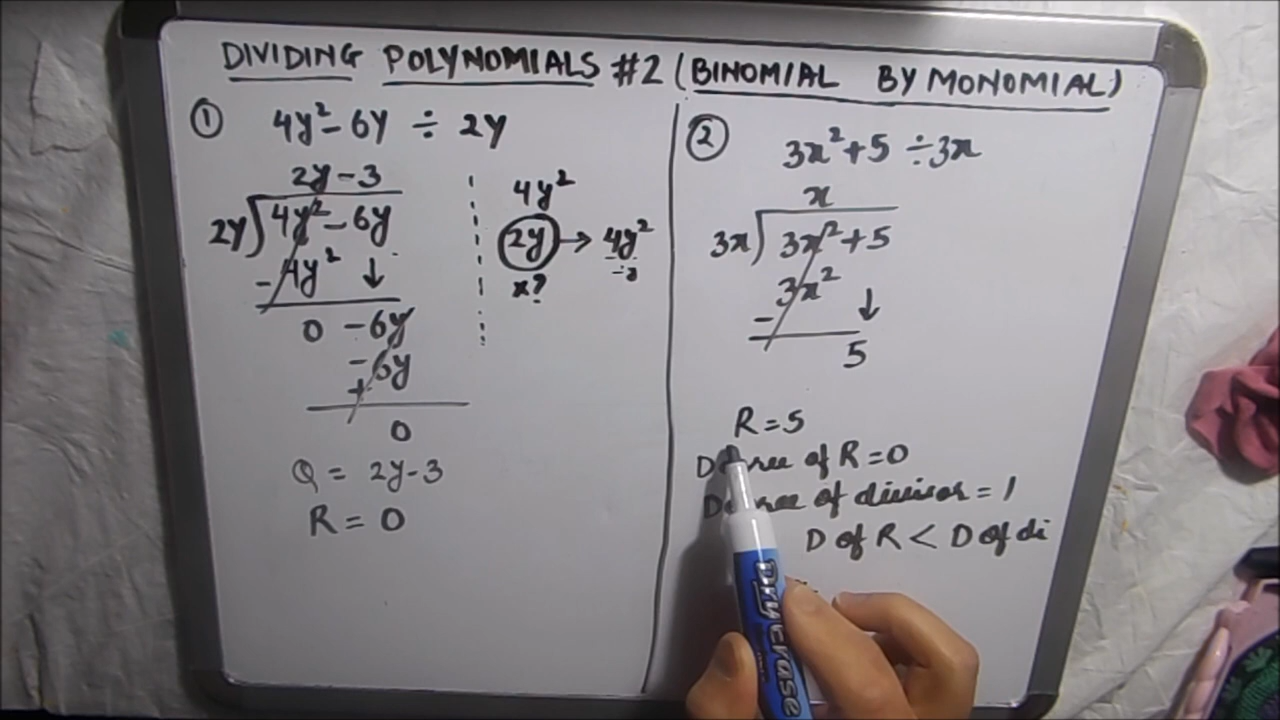 DIVIDING POLYNOMIALS #2 (BINOMIAL BY MONOMIAL)
① 4y² - 6y ÷ 2y
2y - 3
2y) 4y² - 6y
- 4y² ↓
0 - 6y
- 6y
+
0
Q = 2y - 3
R = 0
4y²
2y → 4y²
x?
② 3x² + 5 ÷ 3x
x
3x) 3x² + 5
- 3x² ↓
5
R = 5
Degree of R = 0
Degree of divisor = 1
D of R < D of di
DRY ERASE